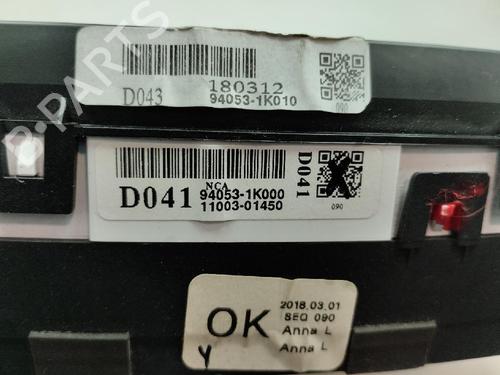 B-PARTS
180312
D043 94053-1K010
090
NCA
D041 94053-1K000
11003-01450
D041
090
OK
2018.03.01
SEQ 090
Anna L
Anna L
Y